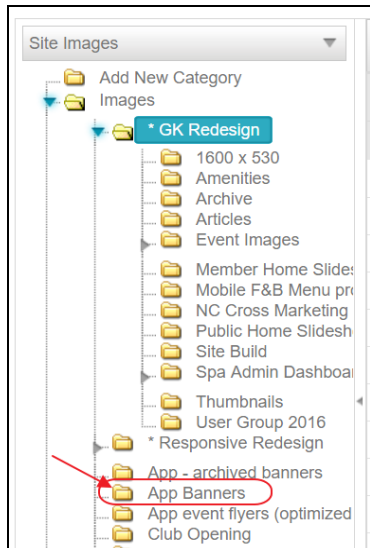 Site Images
Add New Category
Images
* GK Redesign
1600 x 530
Amenities
Archive
Articles
Event Images
Member Home Slides
Mobile F&B Menu pr
NC Cross Marketing
Public Home Slidesh
Site Build
Spa Admin Dashboa
Thumbnails
User Group 2016
* Responsive Redesign
App - archived banners
App Banners
App event flyers (optimized
Club Opening